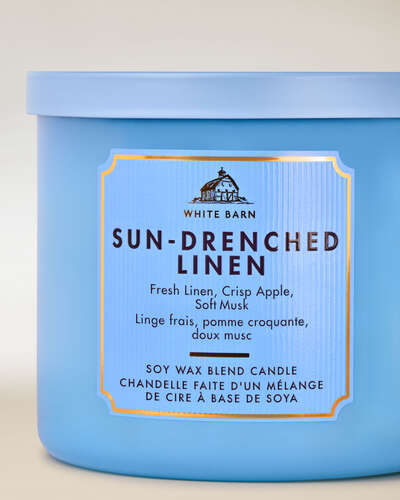 WHITE BARN
SUN-DRENCHED
LINEN
Fresh Linen, Crisp Apple,
Soft Musk
Linge frais, pomme croquante,
doux musc
SOY WAX BLEND CANDLE
CHANDELLE FAITE D'UN MÉLANGE
DE CIRE À BASE DE SOYA